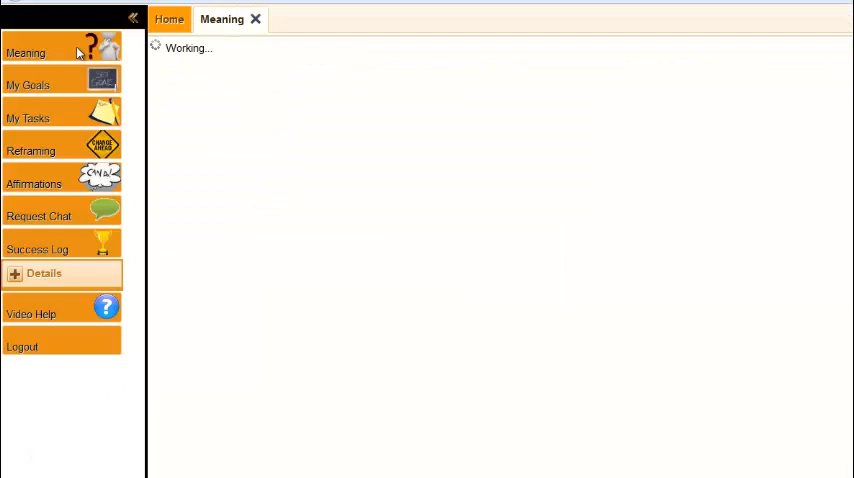 Home
Meaning
Working...
Meaning
My Goals
SET GOALS
My Tasks
Reframing
CHANGE AHEAD
Affirmations
Request Chat
Success Log
Details
Video Help
Logout